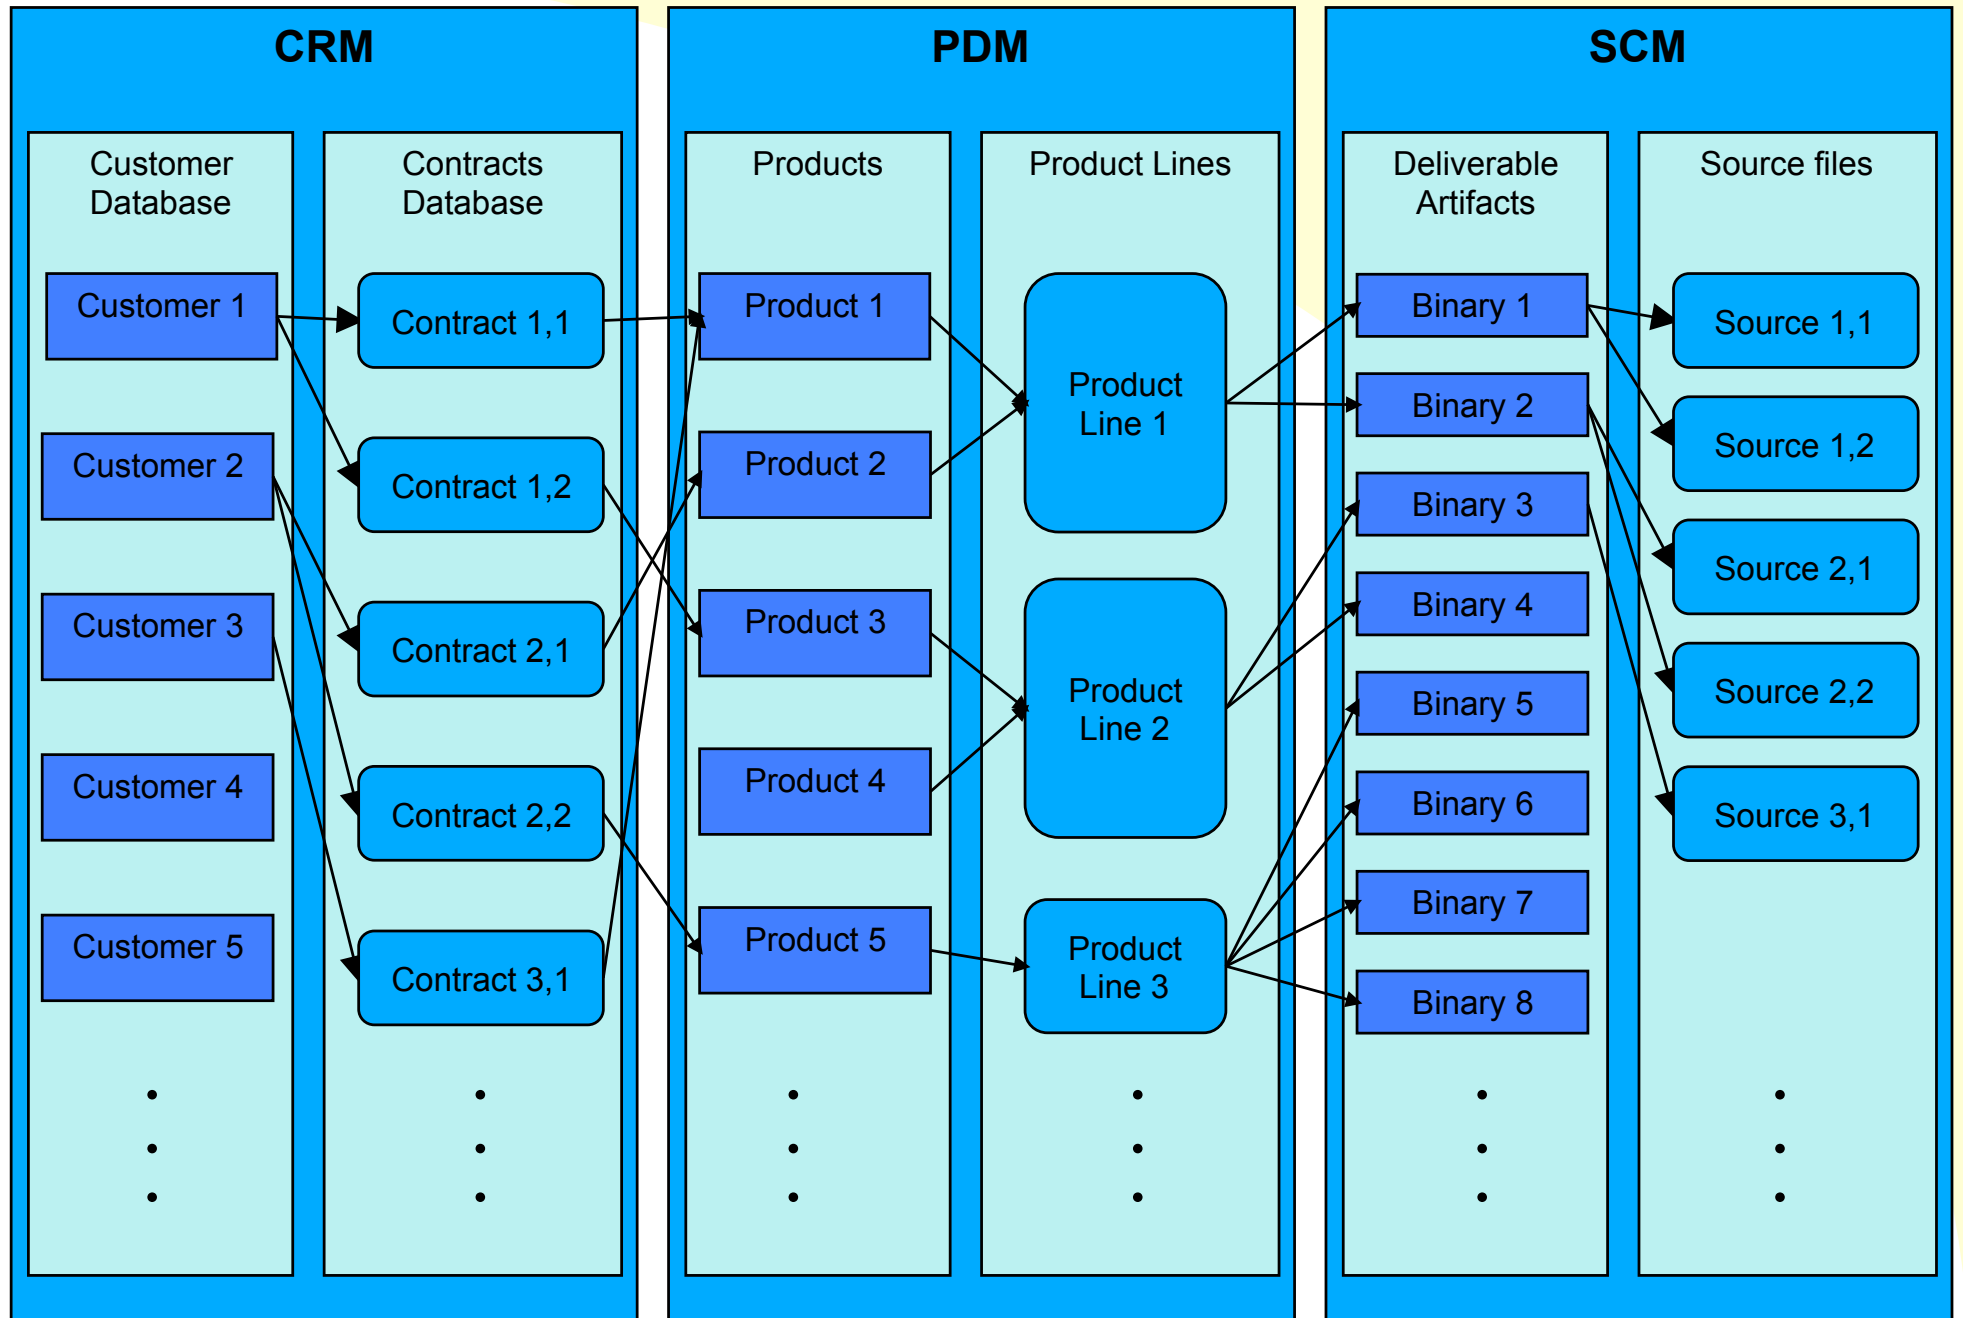 CRM
PDM
SCM
Customer
Database
Contracts
Database
Products
Product Lines
Deliverable
Artifacts
Source files
Customer 1
Customer 2
Customer 3
Customer 4
Customer 5
Contract 1,1
Contract 1,2
Contract 2,1
Contract 2,2
Contract 3,1
Product 1
Product 2
Product 3
Product 4
Product 5
Product
Line 1
Product
Line 2
Product
Line 3
Binary 1
Binary 2
Binary 3
Binary 4
Binary 5
Binary 6
Binary 7
Binary 8
Source 1,1
Source 1,2
Source 2,1
Source 2,2
Source 3,1